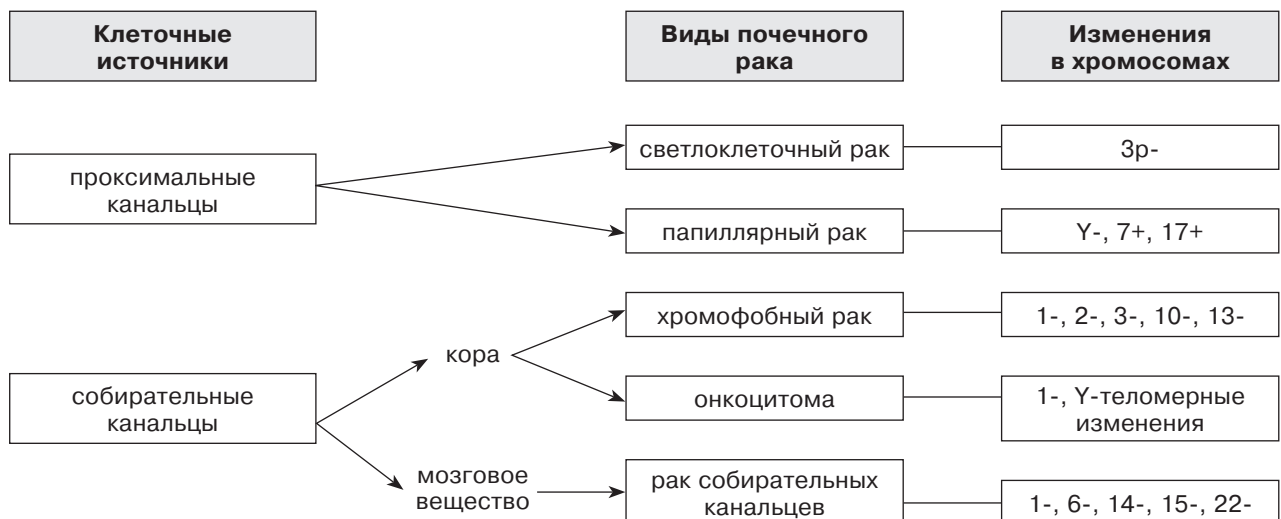 Клеточные
источники
Виды почечного
рака
Изменения
в хромосомах
проксимальные
канальцы
светлоклеточный рак
3p-
папиллярный рак
Y-, 7+, 17+
собирательные
канальцы
кора
хромофобный рак
1-, 2-, 3-, 10-, 13-
онкоцитома
1-, Y-теломерные
изменения
мозговое
вещество
рак собирательных
канальцев
1-, 6-, 14-, 15-, 22-